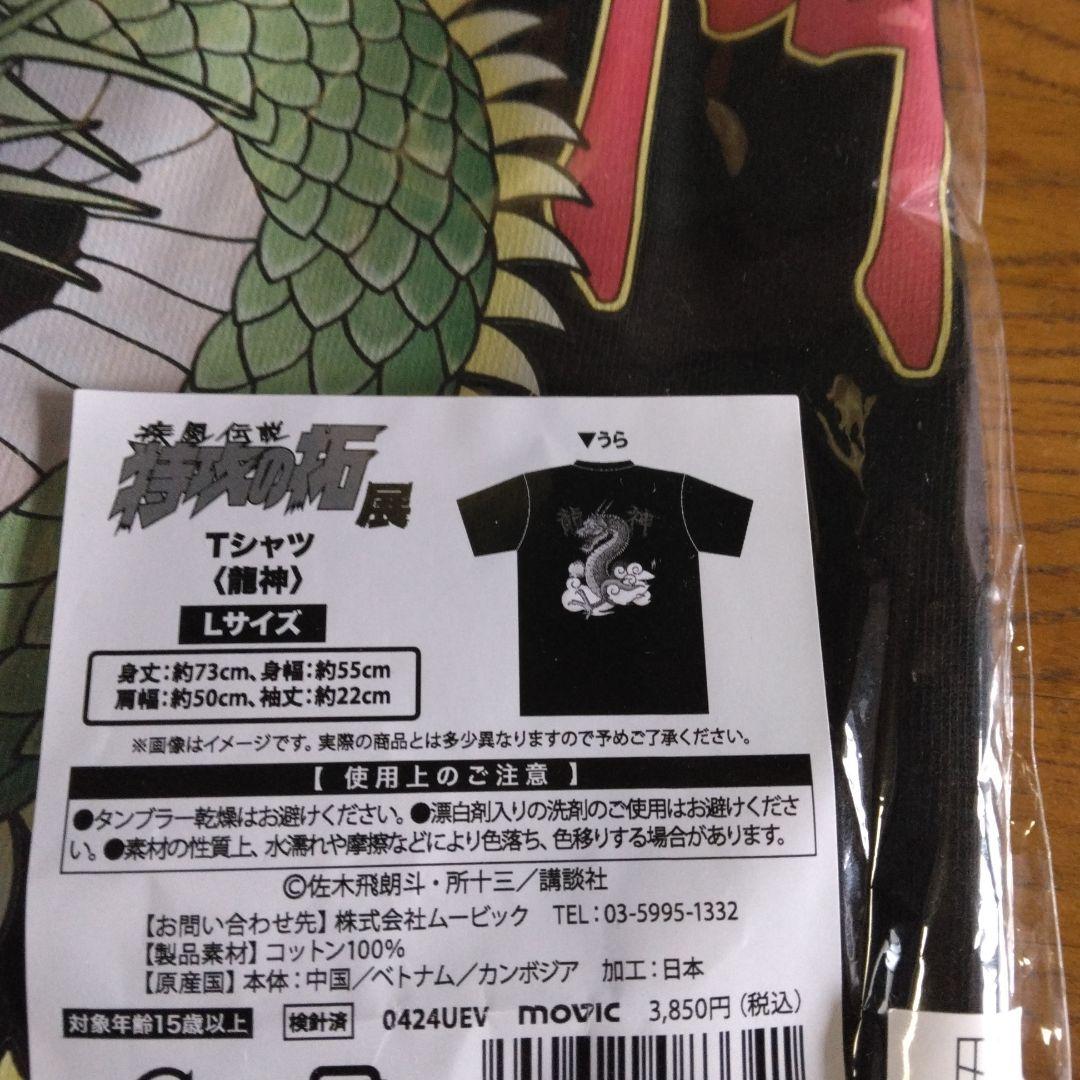 疾風伝説
特攻の拓
展
Tシャツ
〈龍神〉
Lサイズ
身丈：約73cm、身幅：約55cm
肩幅：約50cm、袖丈：約22cm
▼うら
龍神
※画像はイメージです。実際の商品とは多少異なりますので予めご了承ください。
【 使用上のご注意 】
●タンブラー乾燥はお避けください。●漂白剤入りの洗剤のご使用はお避けくださ
い。●素材の性質上、水濡れや摩擦などにより色落ち、色移りする場合があります。
©佐木飛朗斗・所十三／講談社
【お問い合わせ先】株式会社ムービック　TEL：03-5995-1332
【製品素材】コットン100%
【原産国】本体：中国／ベトナム／カンボジア　加工：日本
対象年齢15歳以上　検針済　0424UEV　movic　3,850円（税込）